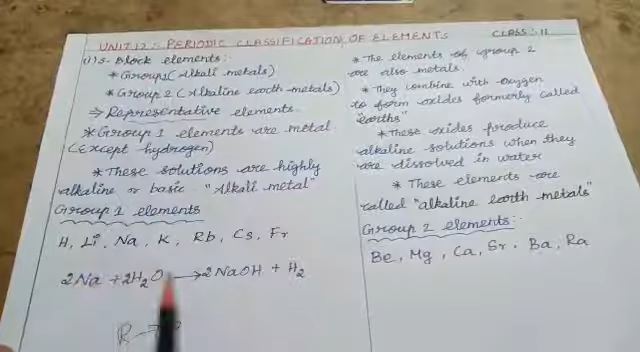 UNIT:12: PERIODIC CLASSIFICATION OF ELEMENTS CLASS: 11
(i) S-Block elements:
* Group 1 (Alkali metals)
* Group 2 (Alkaline earth metals)
⇒ Representative elements.
* Group 1 elements are metal
(Except hydrogen)
* These solutions are highly
alkaline or basic "Alkali metal"
Group 1 elements
H, Li, Na, K, Rb, Cs, Fr
2Na + 2H2O → 2NaOH + H2
R →
* The elements of group 2
are also metals.
* They combine with oxygen
to form oxides formerly called
"earths"
* These oxides produce
alkaline solutions when they
are dissolved in water
* These elements are
called "alkaline earth metals"
Group 2 elements:-
Be, Mg, Ca, Sr, Ba, Ra